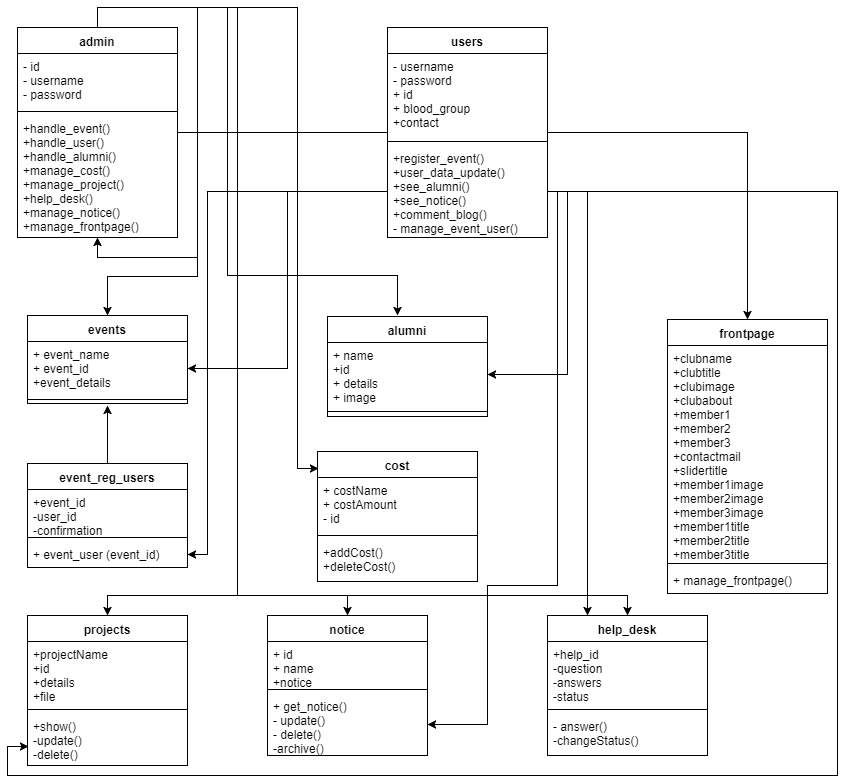 admin
- id
- username
- password
+handle_event()
+handle_user()
+handle_alumni()
+manage_cost()
+manage_project()
+help_desk()
+manage_notice()
+manage_frontpage()
users
- username
- password
+ id
+ blood_group
+contact
+register_event()
+user_data_update()
+see_alumni()
+see_notice()
+comment_blog()
- manage_event_user()
events
+ event_name
+ event_id
+event_details
alumni
+ name
+id
+ details
+ image
frontpage
+clubname
+clubtitle
+clubimage
+clubabout
+member1
+member2
+member3
+contactmail
+slidertitle
+member1image
+member2image
+member3image
+member1title
+member2title
+member3title
+ manage_frontpage()
event_reg_users
+event_id
-user_id
-confirmation
+ event_user (event_id)
cost
+ costName
+ costAmount
- id
+addCost()
+deleteCost()
projects
+projectName
+id
+details
+file
+show()
-update()
-delete()
notice
+ id
+ name
+notice
+ get_notice()
- update()
- delete()
-archive()
help_desk
+help_id
-question
-answers
-status
- answer()
-changeStatus()